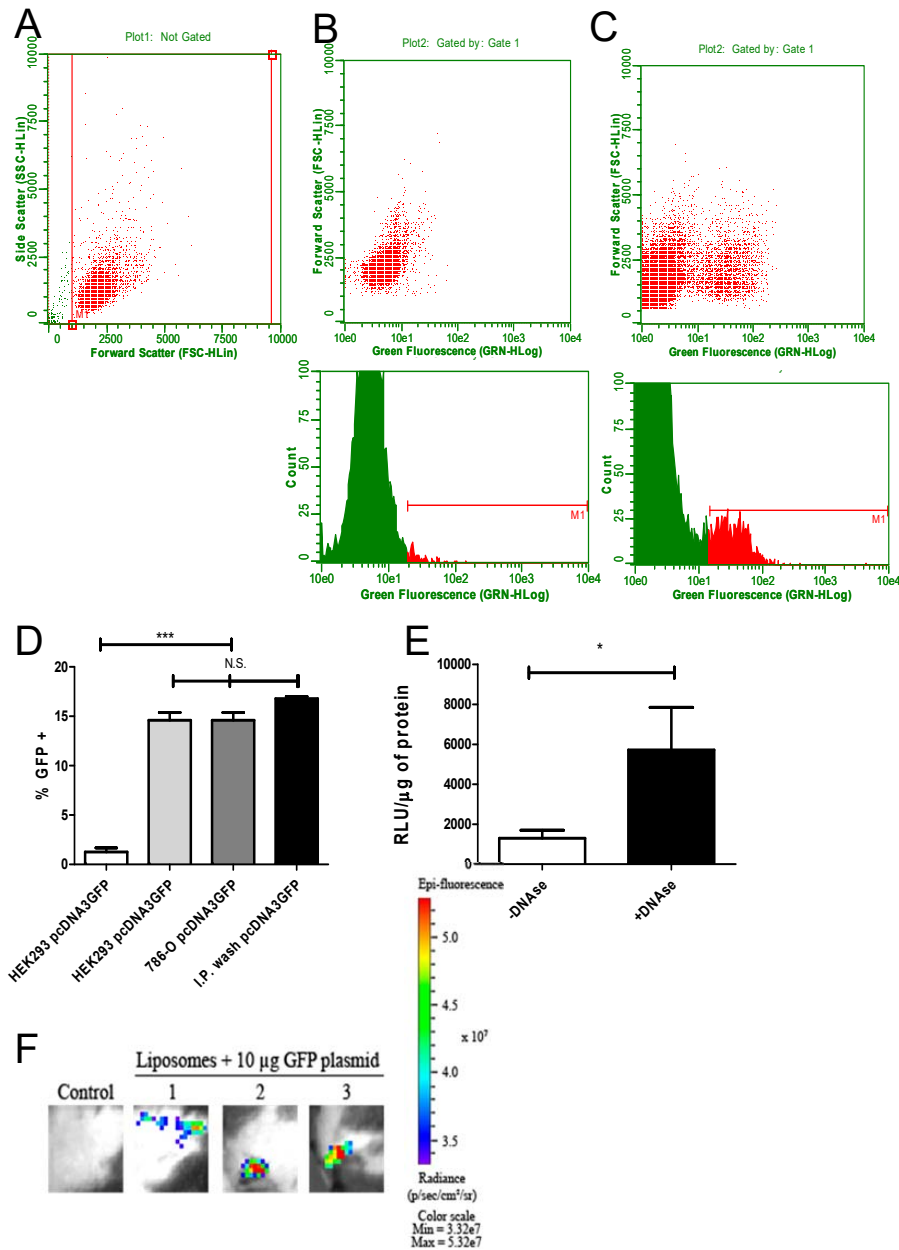 A
B
C
Plot1: Not Gated
Plot2: Gated by: Gate 1
Plot2: Gated by: Gate 1
Side Scatter (SSC-HLin)
10000
7500
5000
2500
0
M1
0
2500
5000
7500
10000
Forward Scatter (FSC-HLin)
Forward Scatter (FSC-HLin)
10000
7500
5000
2500
0
10e0
10e1
10e2
10e3
10e4
Green Fluorescence (GRN-HLog)
Forward Scatter (FSC-HLin)
10000
7500
5000
2500
0
10e0
10e1
10e2
10e3
10e4
Green Fluorescence (GRN-HLog)
Count
100
75
50
25
0
M1
10e0
10e1
10e2
10e3
10e4
Green Fluorescence (GRN-HLog)
Count
100
75
50
25
0
M1
10e0
10e1
10e2
10e3
10e4
Green Fluorescence (GRN-HLog)
D
***
N.S.
% GFP +
20
15
10
5
0
HEK293 pcDNA3GFP
HEK293 pcDNA3GFP
786-O pcDNA3GFP
I.P. wash pcDNA3GFP
E
*
RLU/µg of protein
10000
8000
6000
4000
2000
0
-DNAse
+DNAse
Epi-fluorescence
5.0
4.5
x 10⁷
4.0
3.5
Radiance
(p/sec/cm²/sr)
Color scale
Min = 3.32e7
Max = 5.32e7
F
Liposomes + 10 µg GFP plasmid
Control
1
2
3